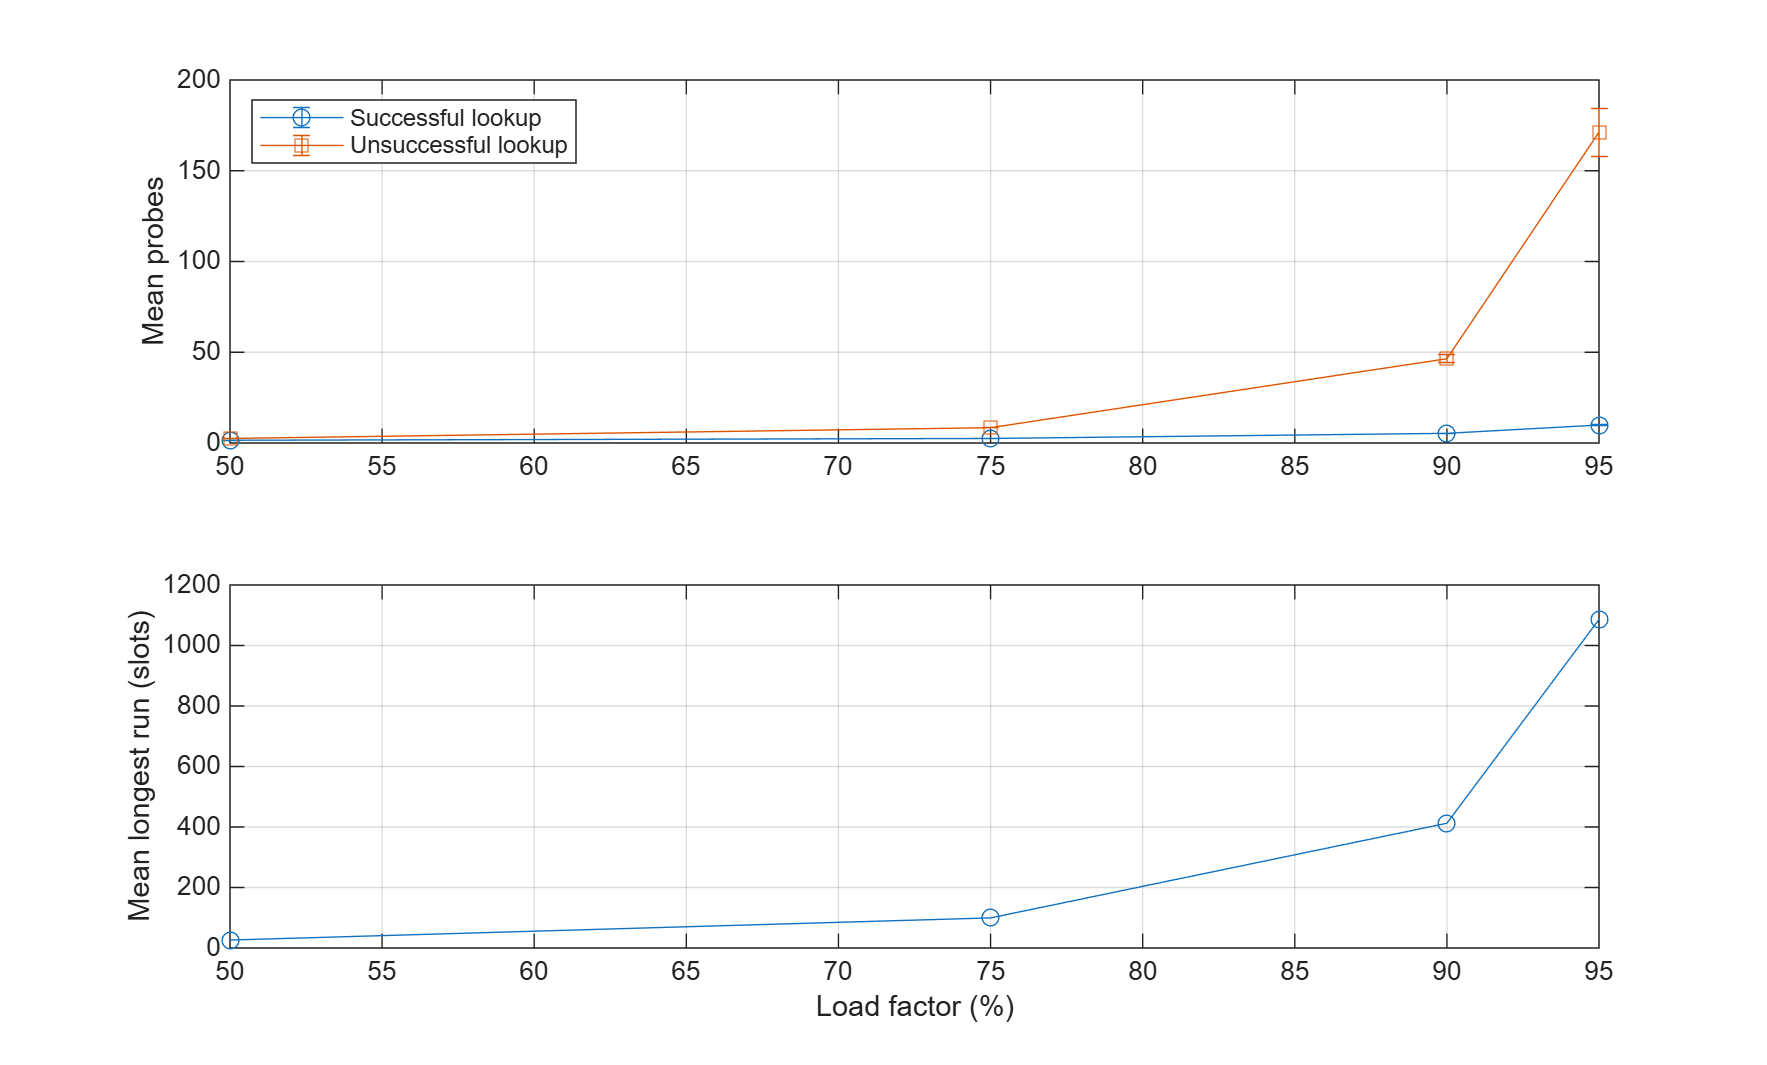 200
150
100
50
0
Mean probes
Successful lookup
Unsuccessful lookup
50 55 60 65 70 75 80 85 90 95
1200
1000
800
600
400
200
0
Mean longest run (slots)
50 55 60 65 70 75 80 85 90 95
Load factor (%)